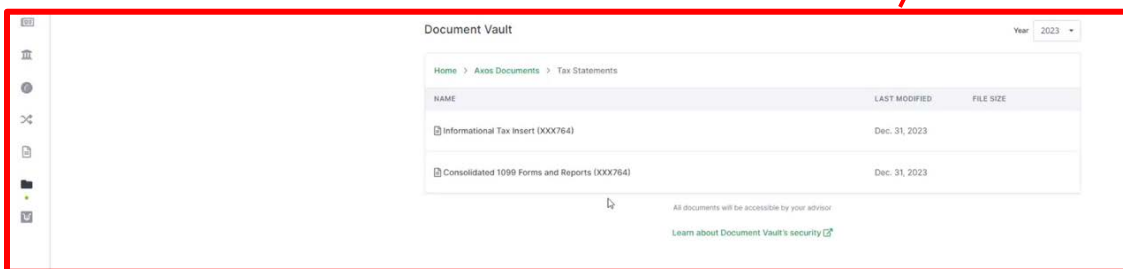 Document Vault
Year 2023
Home > Axos Documents > Tax Statements
NAME LAST MODIFIED FILE SIZE
Informational Tax Insert (XXX764) Dec. 31, 2023
Consolidated 1099 Forms and Reports (XXX764) Dec. 31, 2023
All documents will be accessible by your advisor
Learn about Document Vault's security